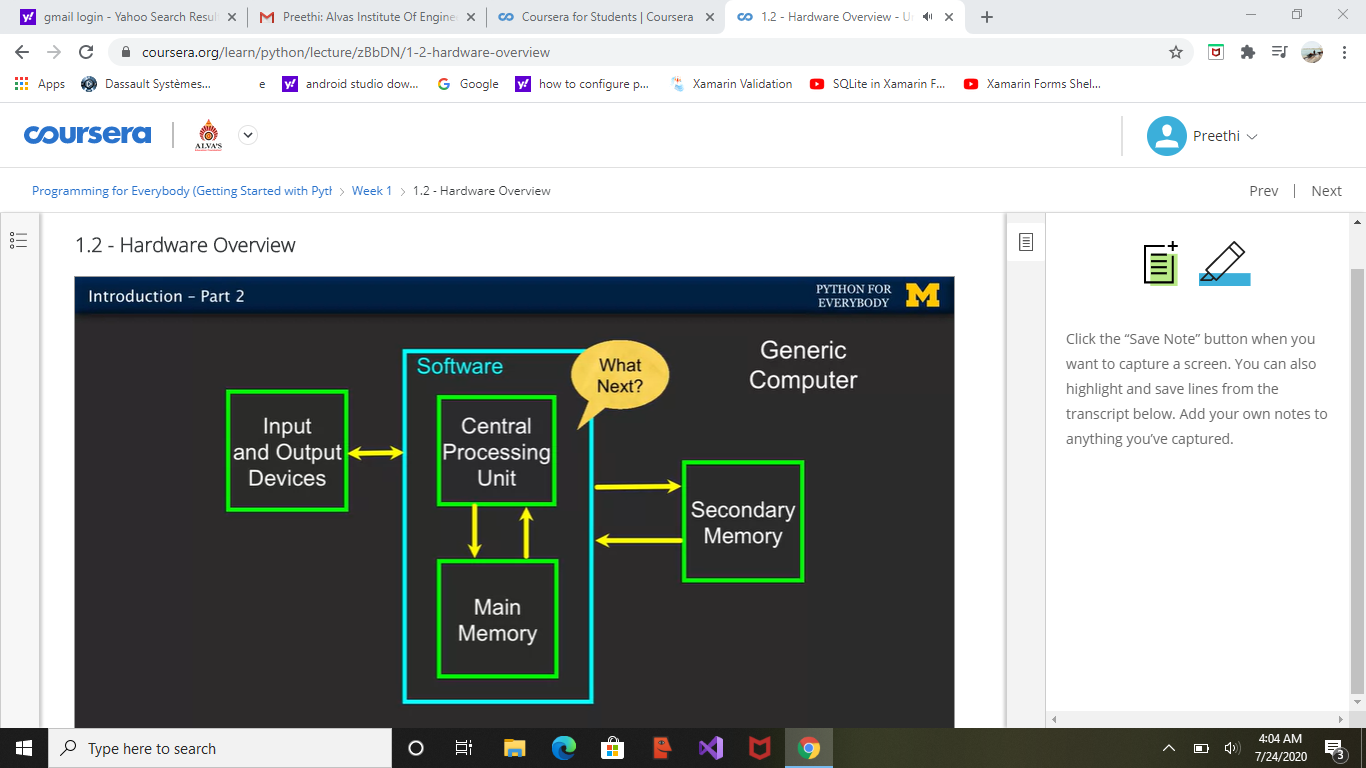 gmail login - Yahoo Search Resul
Preethi: Alvas Institute Of Engine
Coursera for Students | Coursera
1.2 - Hardware Overview - Un
coursera.org/learn/python/lecture/zBbDN/1-2-hardware-overview
Apps
Dassault Systèmes...
e
android studio dow...
Google
how to configure p...
Xamarin Validation
SQLite in Xamarin F...
Xamarin Forms Shel...
coursera
ALVA'S
Preethi
Programming for Everybody (Getting Started with Pyth
Week 1
1.2 - Hardware Overview
Prev | Next
1.2 - Hardware Overview
Introduction – Part 2
PYTHON FOR
EVERYBODY
M
Software
What
Next?
Generic
Computer
Input
and Output
Devices
Central
Processing
Unit
Secondary
Memory
Main
Memory
Click the “Save Note” button when you
want to capture a screen. You can also
highlight and save lines from the
transcript below. Add your own notes to
anything you’ve captured.
Type here to search
4:04 AM
7/24/2020
3